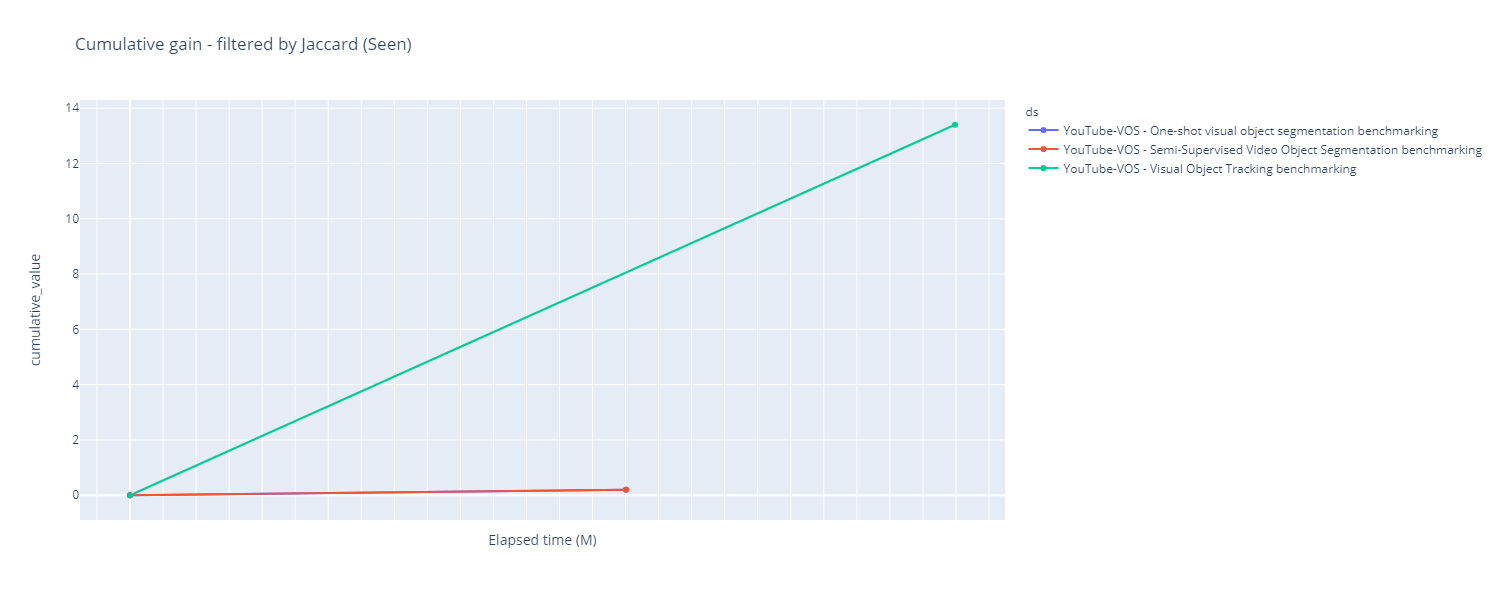 Cumulative gain - filtered by Jaccard (Seen)
14
12
10
8
6
4
2
0
cumulative_value
Elapsed time (M)
ds
YouTube-VOS - One-shot visual object segmentation benchmarking
YouTube-VOS - Semi-Supervised Video Object Segmentation benchmarking
YouTube-VOS - Visual Object Tracking benchmarking